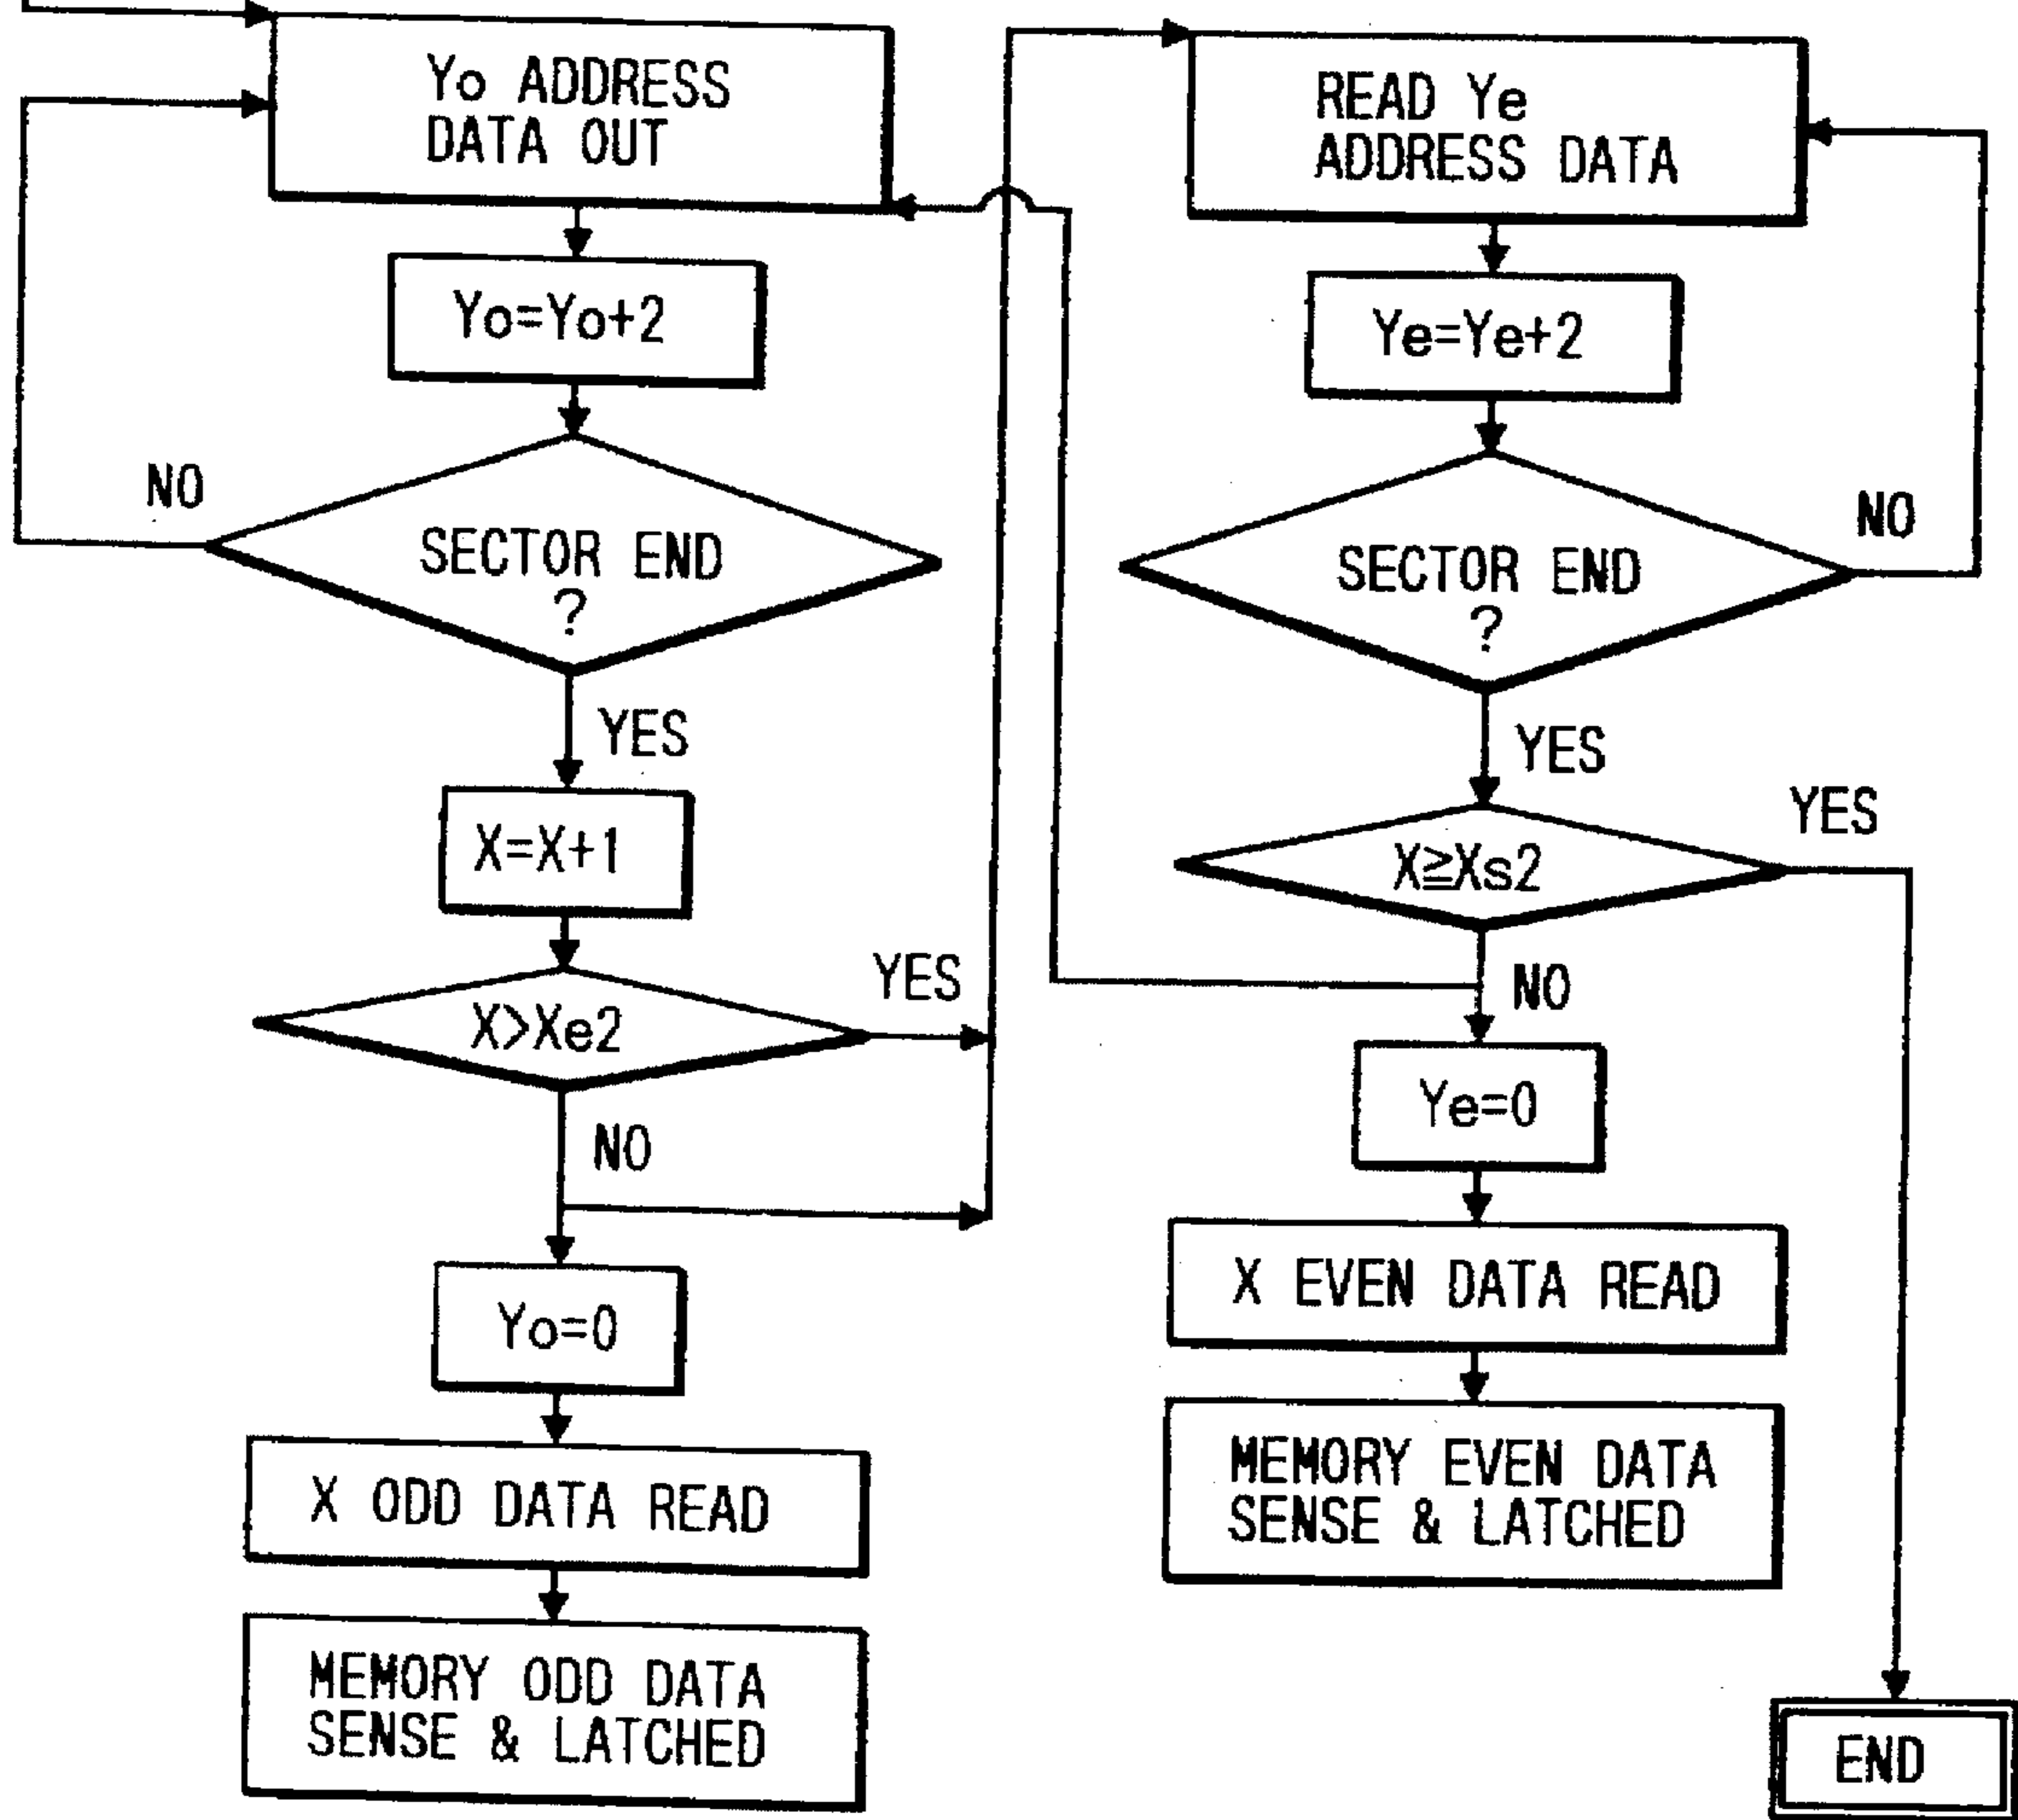 Yo ADDRESS
DATA OUT
Yo=Yo+2
NO
SECTOR END
?
YES
X=X+1
YES
X>Xe2
NO
Yo=0
X ODD DATA READ
MEMORY ODD DATA
SENSE & LATCHED
READ Ye
ADDRESS DATA
Ye=Ye+2
NO
SECTOR END
?
YES
YES
X≧Xs2
NO
Ye=0
X EVEN DATA READ
MEMORY EVEN DATA
SENSE & LATCHED
END